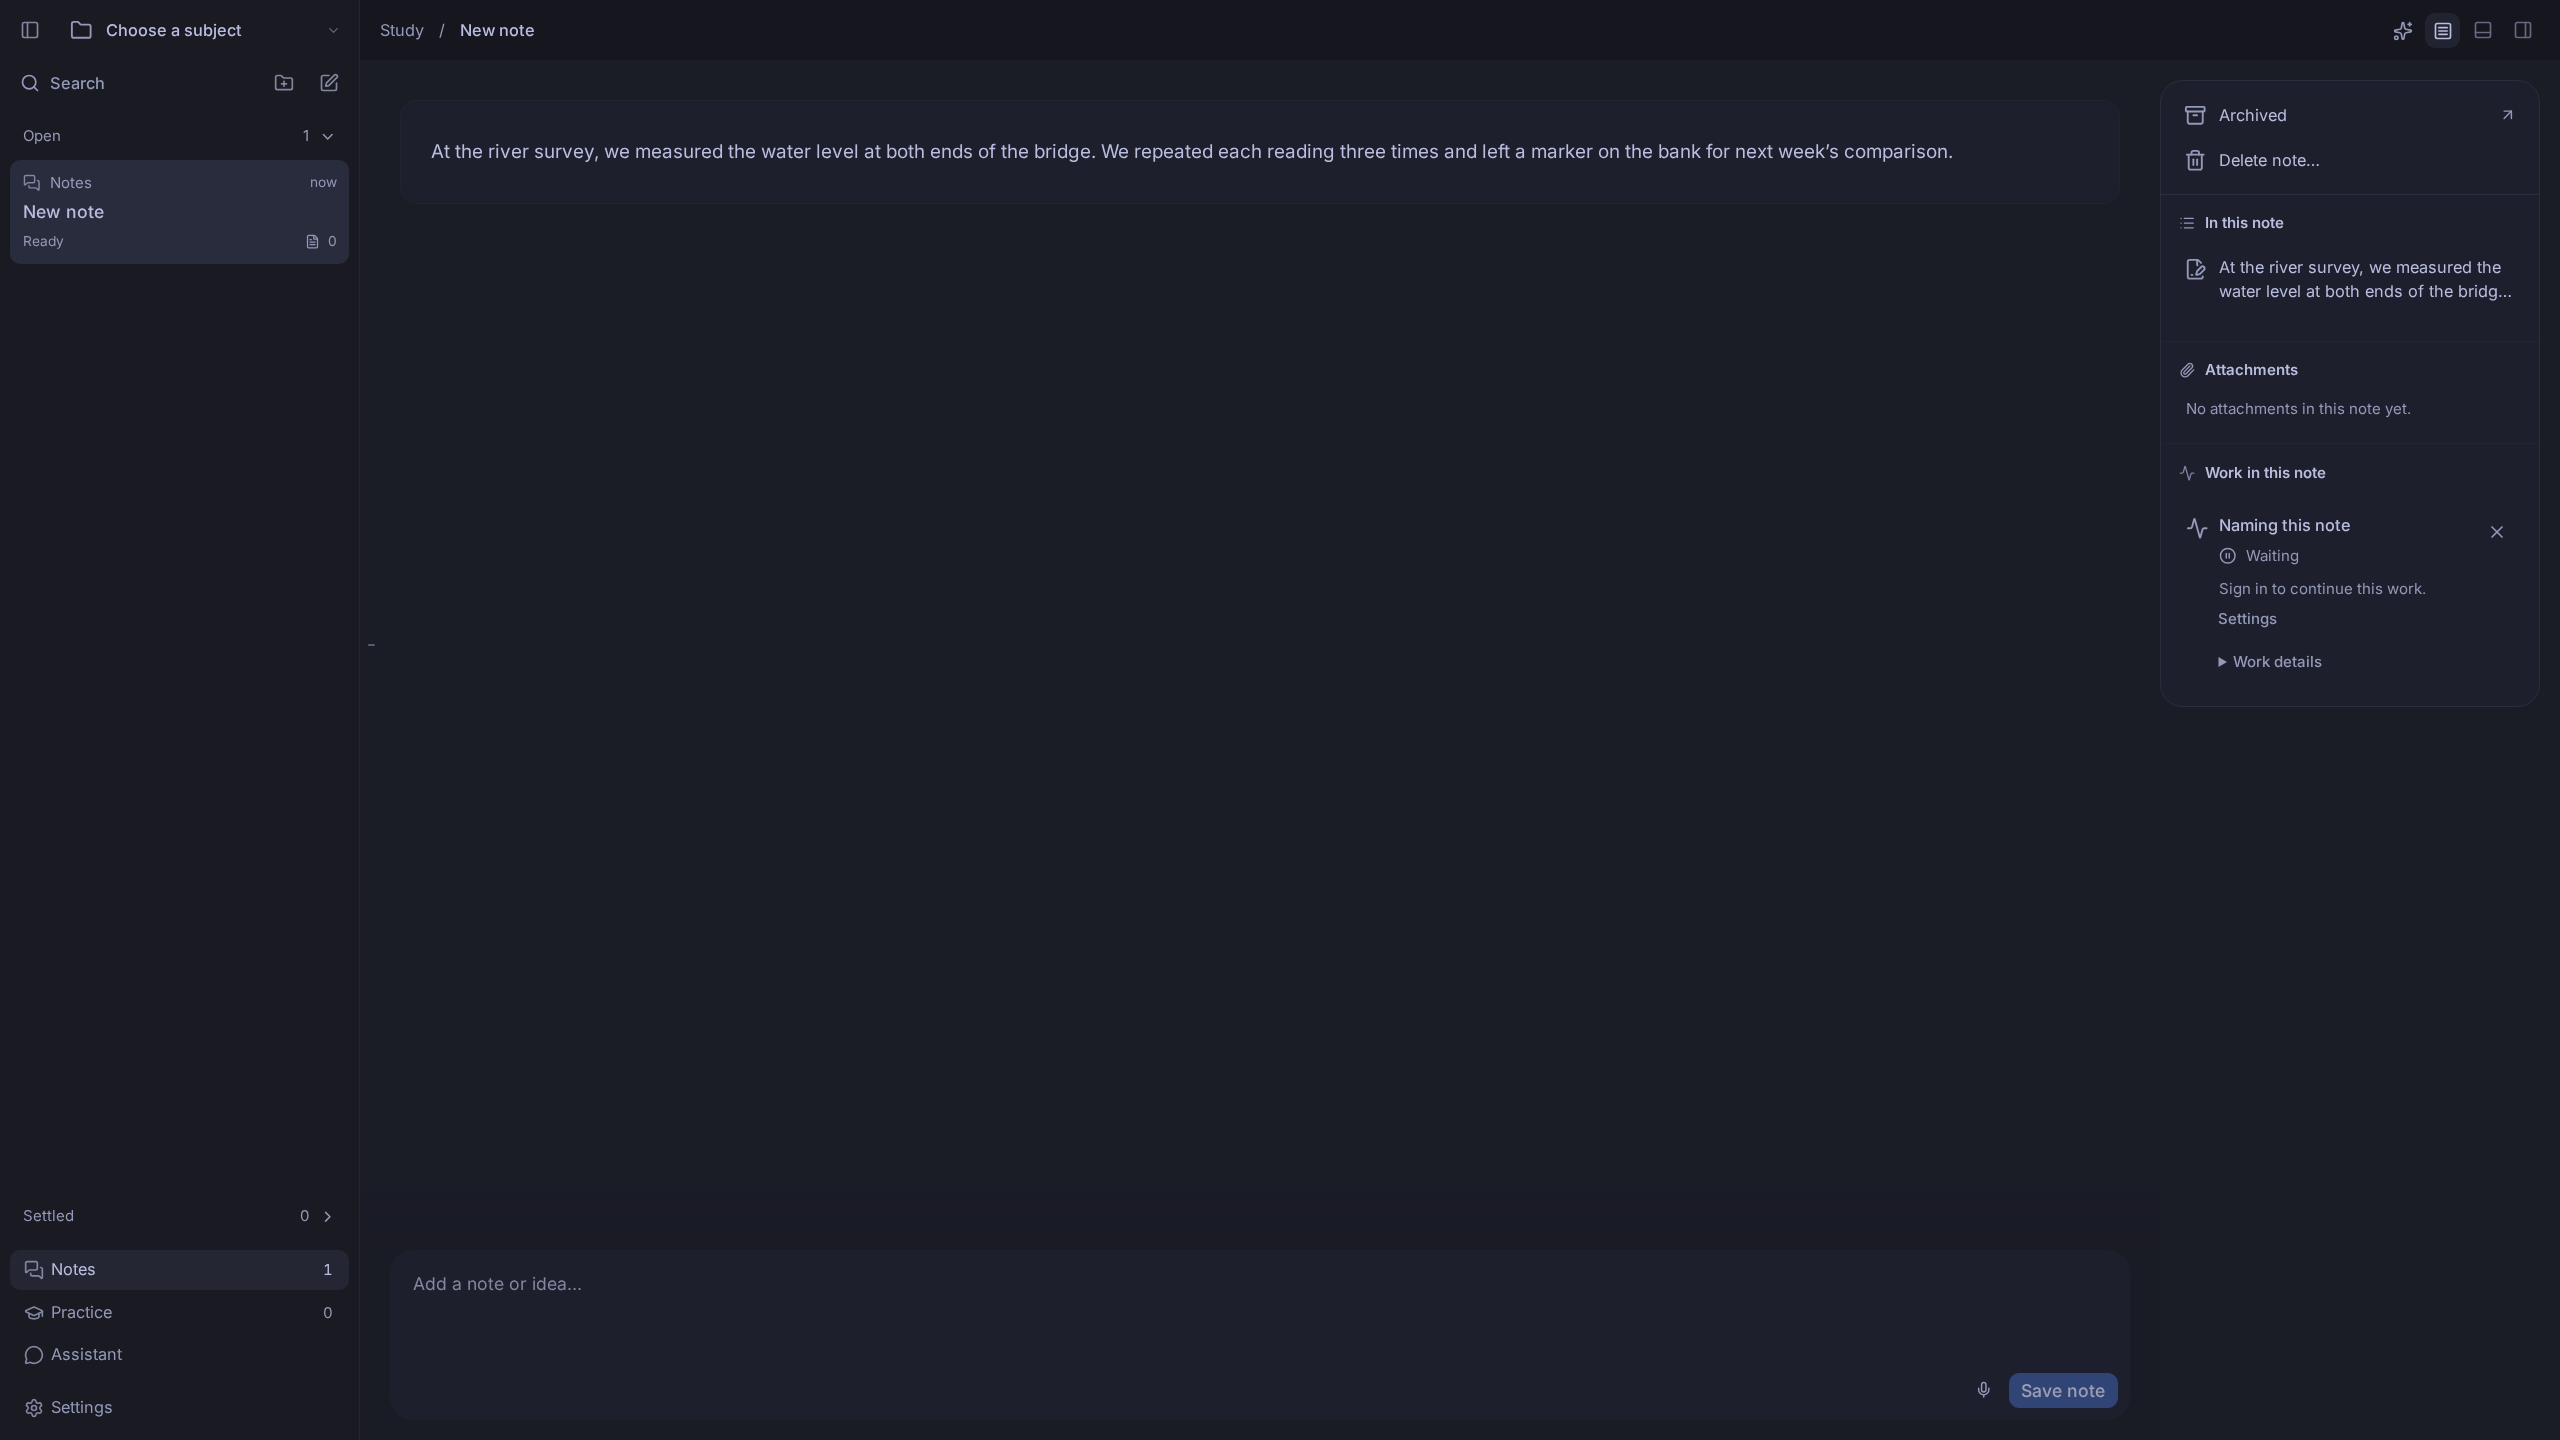 Choose a subject
Search
Open 1
Notes now
New note
Ready 0
Settled 0
Notes 1
Practice 0
Assistant
Settings
Study / New note
At the river survey, we measured the water level at both ends of the bridge. We repeated each reading three times and left a marker on the bank for next week’s comparison.
Add a note or idea...
Save note
Archived
Delete note...
In this note
At the river survey, we measured the
water level at both ends of the bridg...
Attachments
No attachments in this note yet.
Work in this note
Naming this note
Waiting
Sign in to continue this work.
Settings
Work details